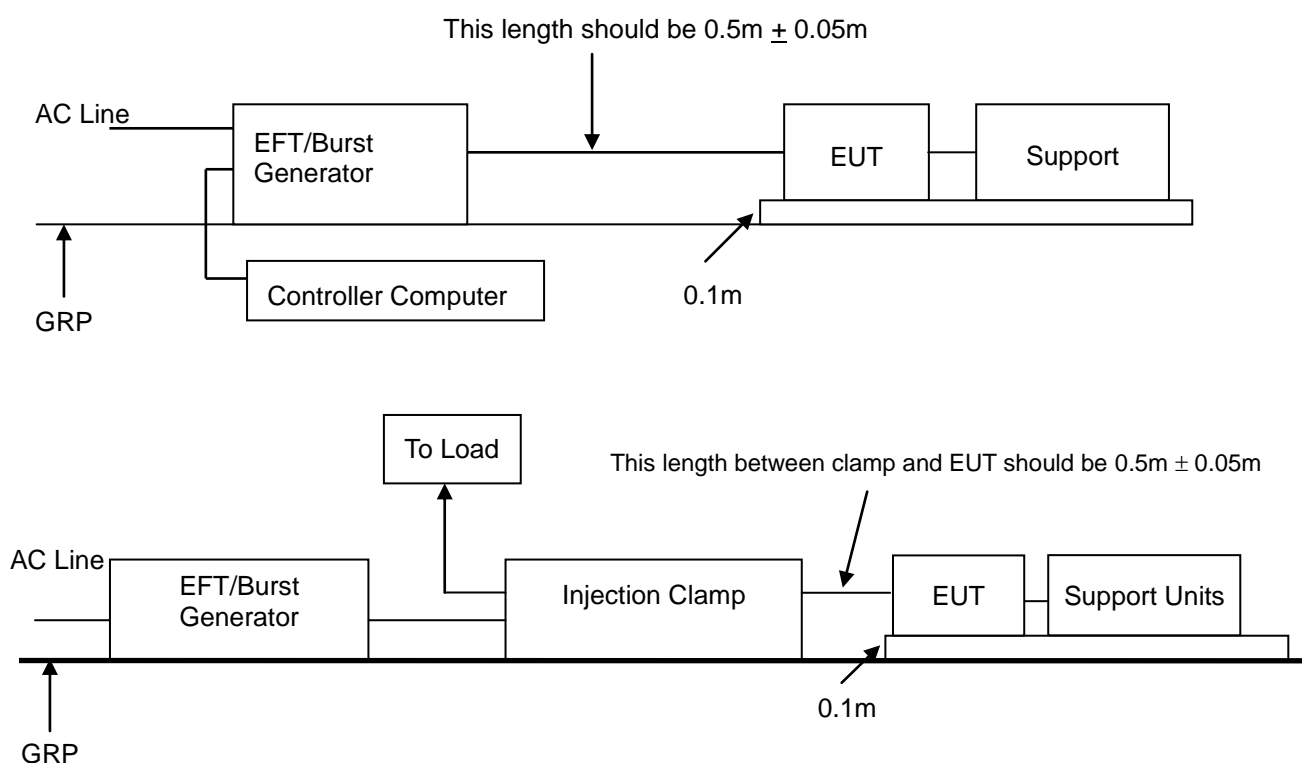 This length should be 0.5m ± 0.05m
AC Line
EFT/Burst
Generator
EUT
Support
Controller Computer
0.1m
GRP
To Load
This length between clamp and EUT should be 0.5m ± 0.05m
AC Line
EFT/Burst
Generator
Injection Clamp
EUT
Support Units
0.1m
GRP